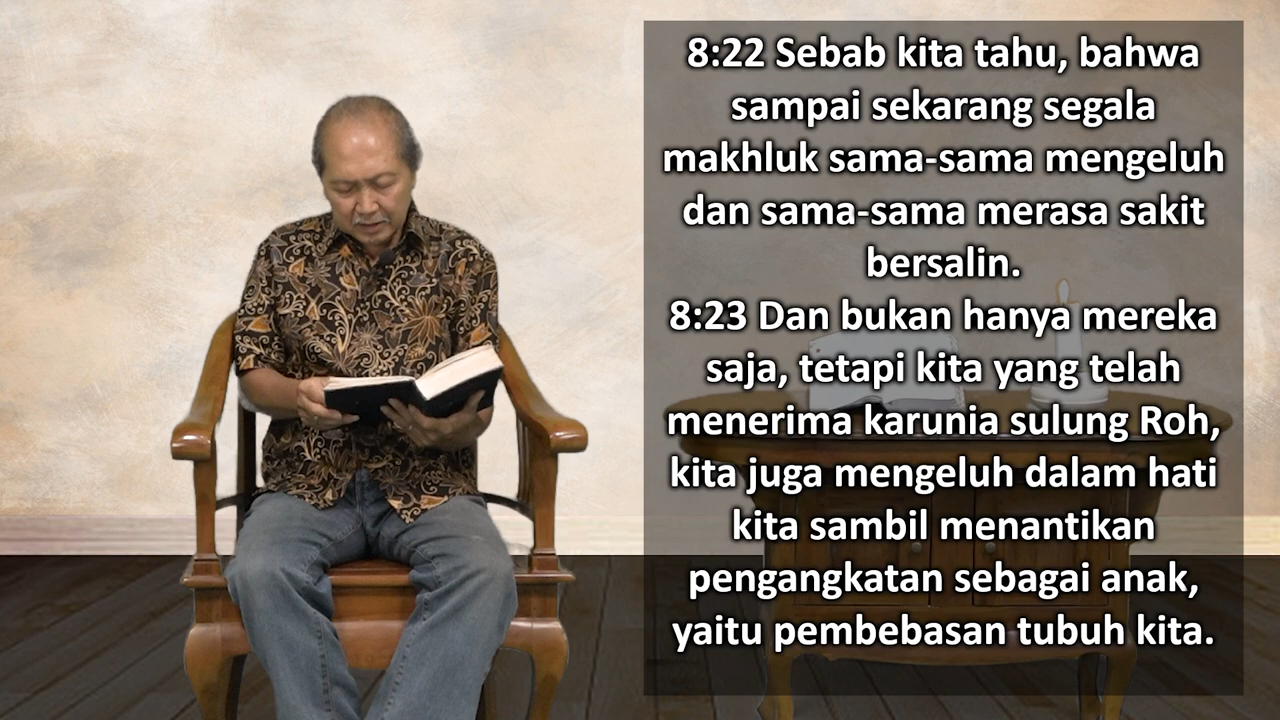 8:22 Sebab kita tahu, bahwa
sampai sekarang segala
makhluk sama-sama mengeluh
dan sama-sama merasa sakit
bersalin.
8:23 Dan bukan hanya mereka
saja, tetapi kita yang telah
menerima karunia sulung Roh,
kita juga mengeluh dalam hati
kita sambil menantikan
pengangkatan sebagai anak,
yaitu pembebasan tubuh kita.